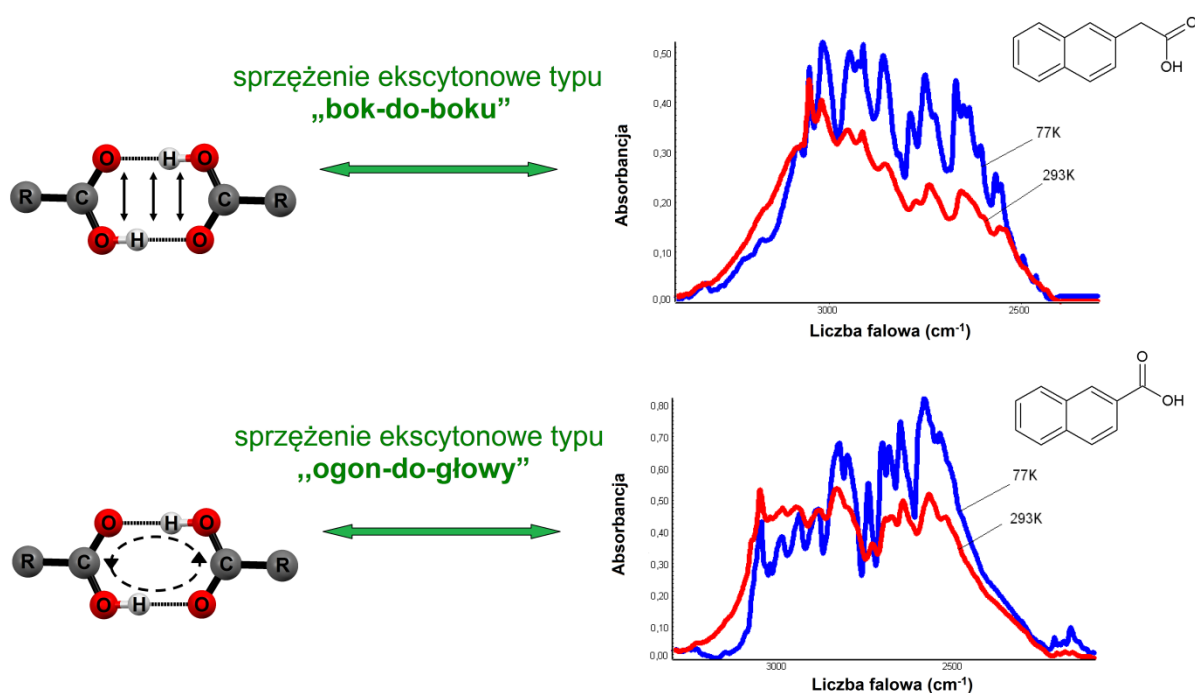 sprzężenie ekscytonowe typu
„bok-do-boku”
O H O
R C C R
O H O
Absorbancja
0,50
0,40
0,30
0,20
0,10
0,00
3000 2500
Liczba falowa (cm-1)
77K
293K
O
OH
sprzężenie ekscytonowe typu
,,ogon-do-głowy”
O H O
R C C R
O H O
Absorbancja
0,80
0,70
0,60
0,50
0,40
0,30
0,20
0,10
0,00
3000 2500
Liczba falowa (cm-1)
77K
293K
O
OH